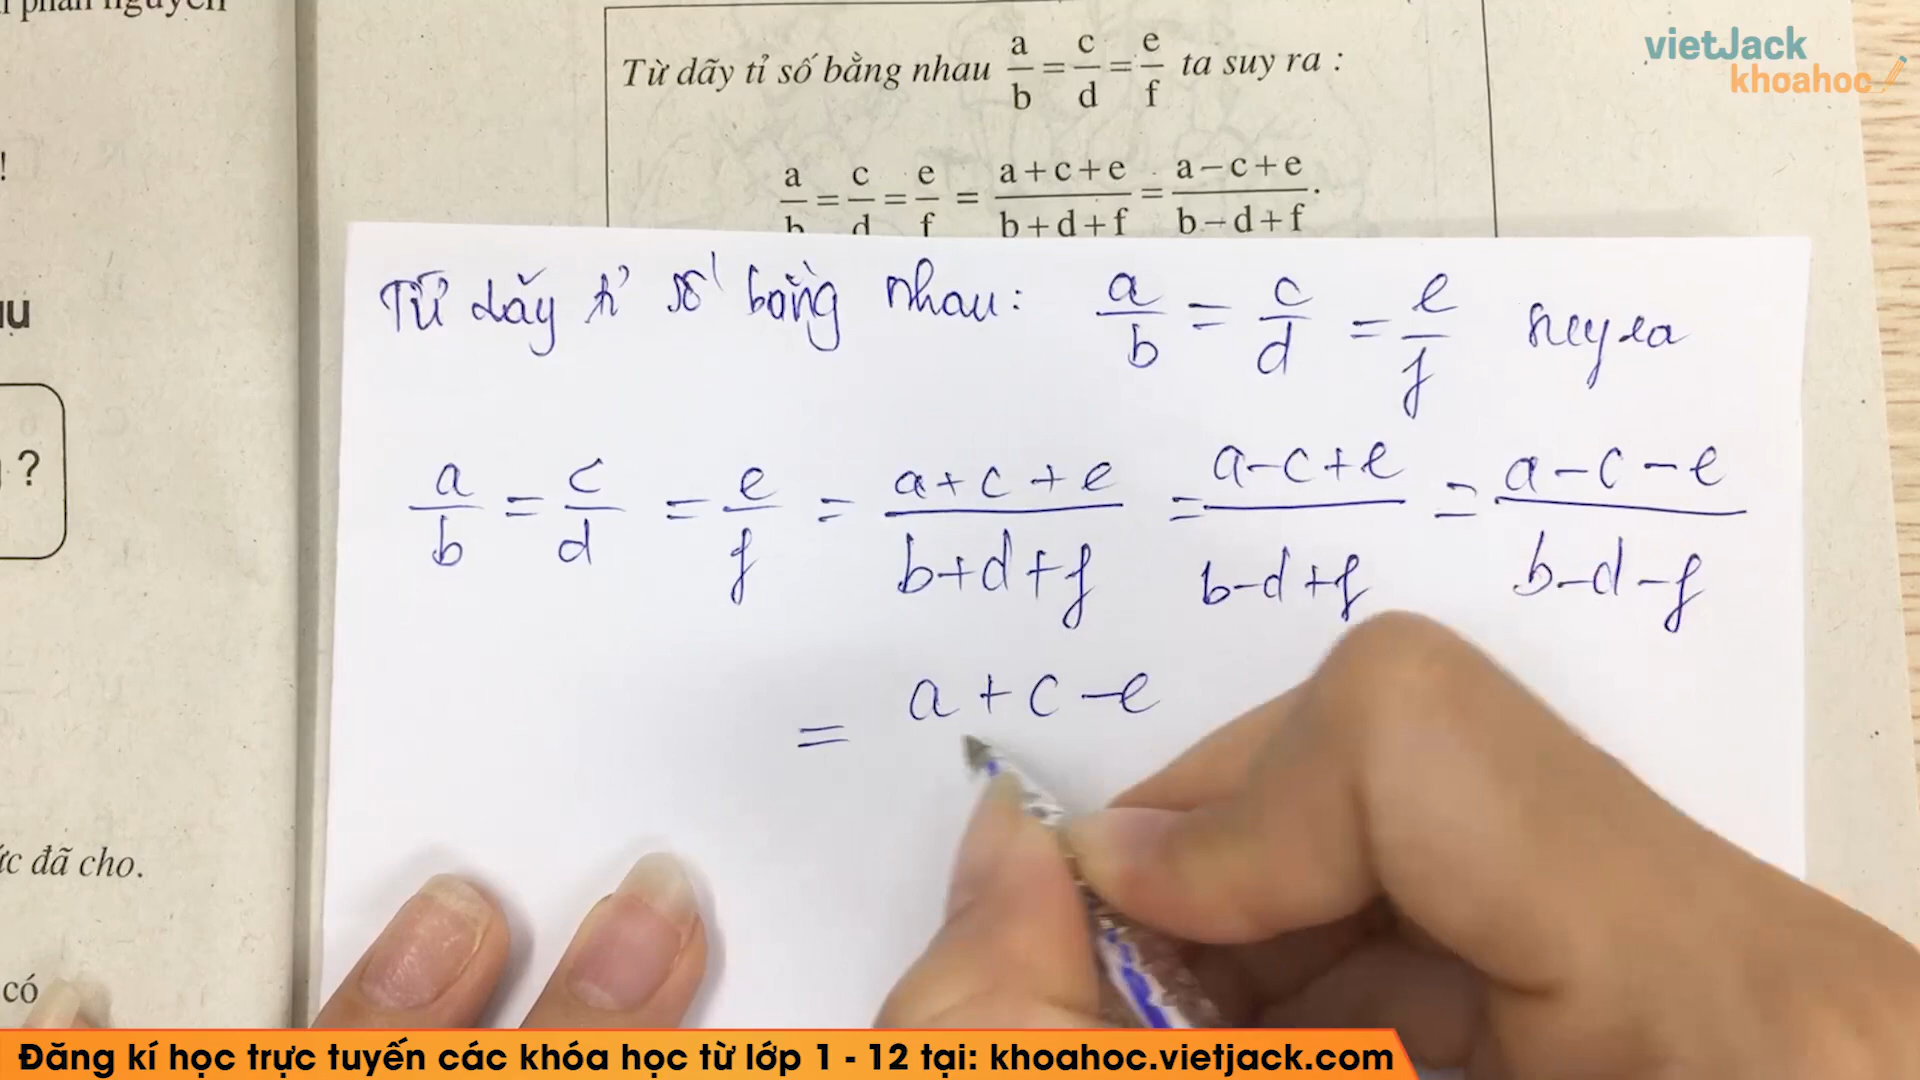 vietJack
khoahoc
Từ dãy tỉ số bằng nhau a/b = c/d = e/f ta suy ra :
a/b = c/d = e/f = a+c+e/b+d+f = a-c+e/b-d+f.
!
?
ức đã cho.
có
Từ dãy tỉ số bằng nhau: a/b = c/d = e/f suy ra
a/b = c/d = e/f = a+c+e/b+d+f = a-c+e/b-d+f = a-c-e/b-d-f
= a+c-e
Đăng kí học trực tuyến các khóa học từ lớp 1 - 12 tại: khoahoc.vietjack.com